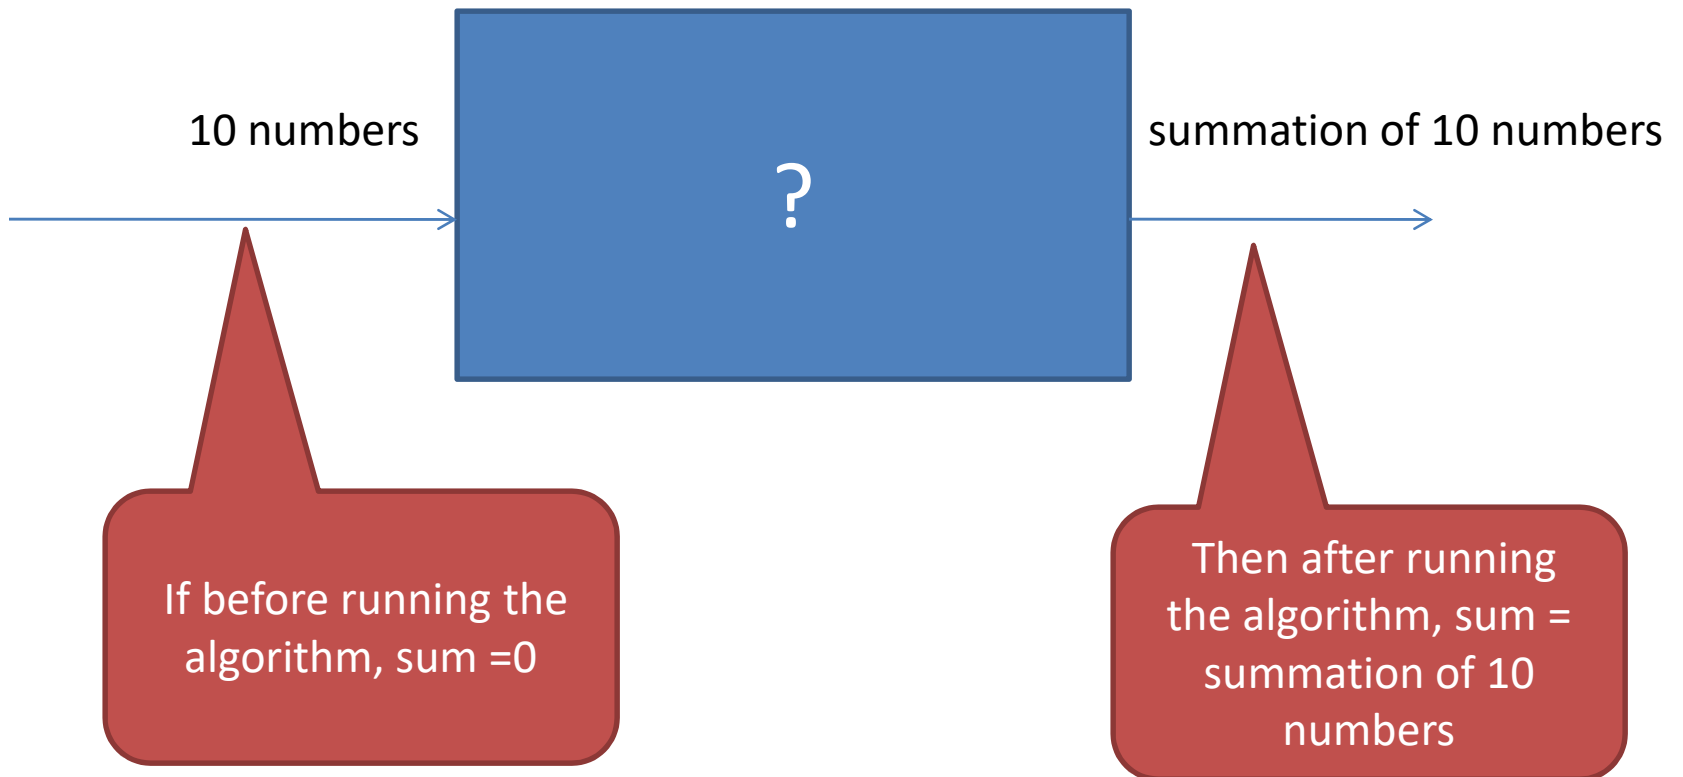 10 numbers
?
summation of 10 numbers
If before running the
algorithm, sum =0
Then after running
the algorithm, sum =
summation of 10
numbers